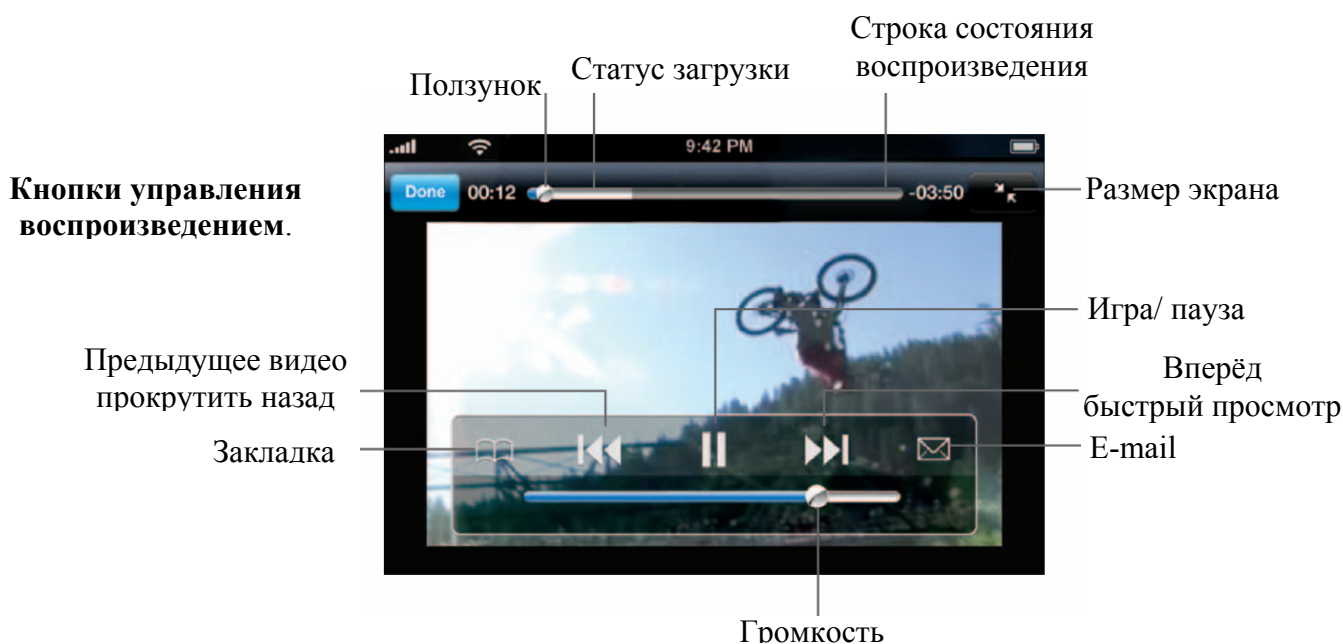 Строка состояния
воспроизведения
Статус загрузки
Ползунок
9:42 PM
Кнопки управления
воспроизведением.
Done 00:12 -03:50
Размер экрана
Игра/ пауза
Предыдущее видео
прокрутить назад
Вперёд
быстрый просмотр
Закладка
E-mail
Громкость